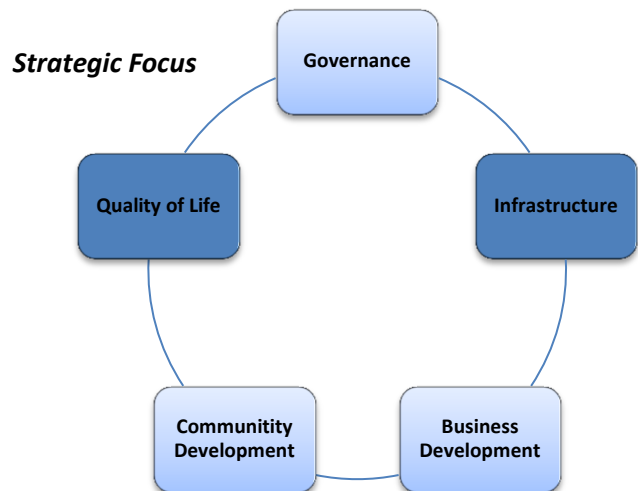 Governance
Strategic Focus
Quality of Life
Infrastructure
Communitity
Development
Business
Development